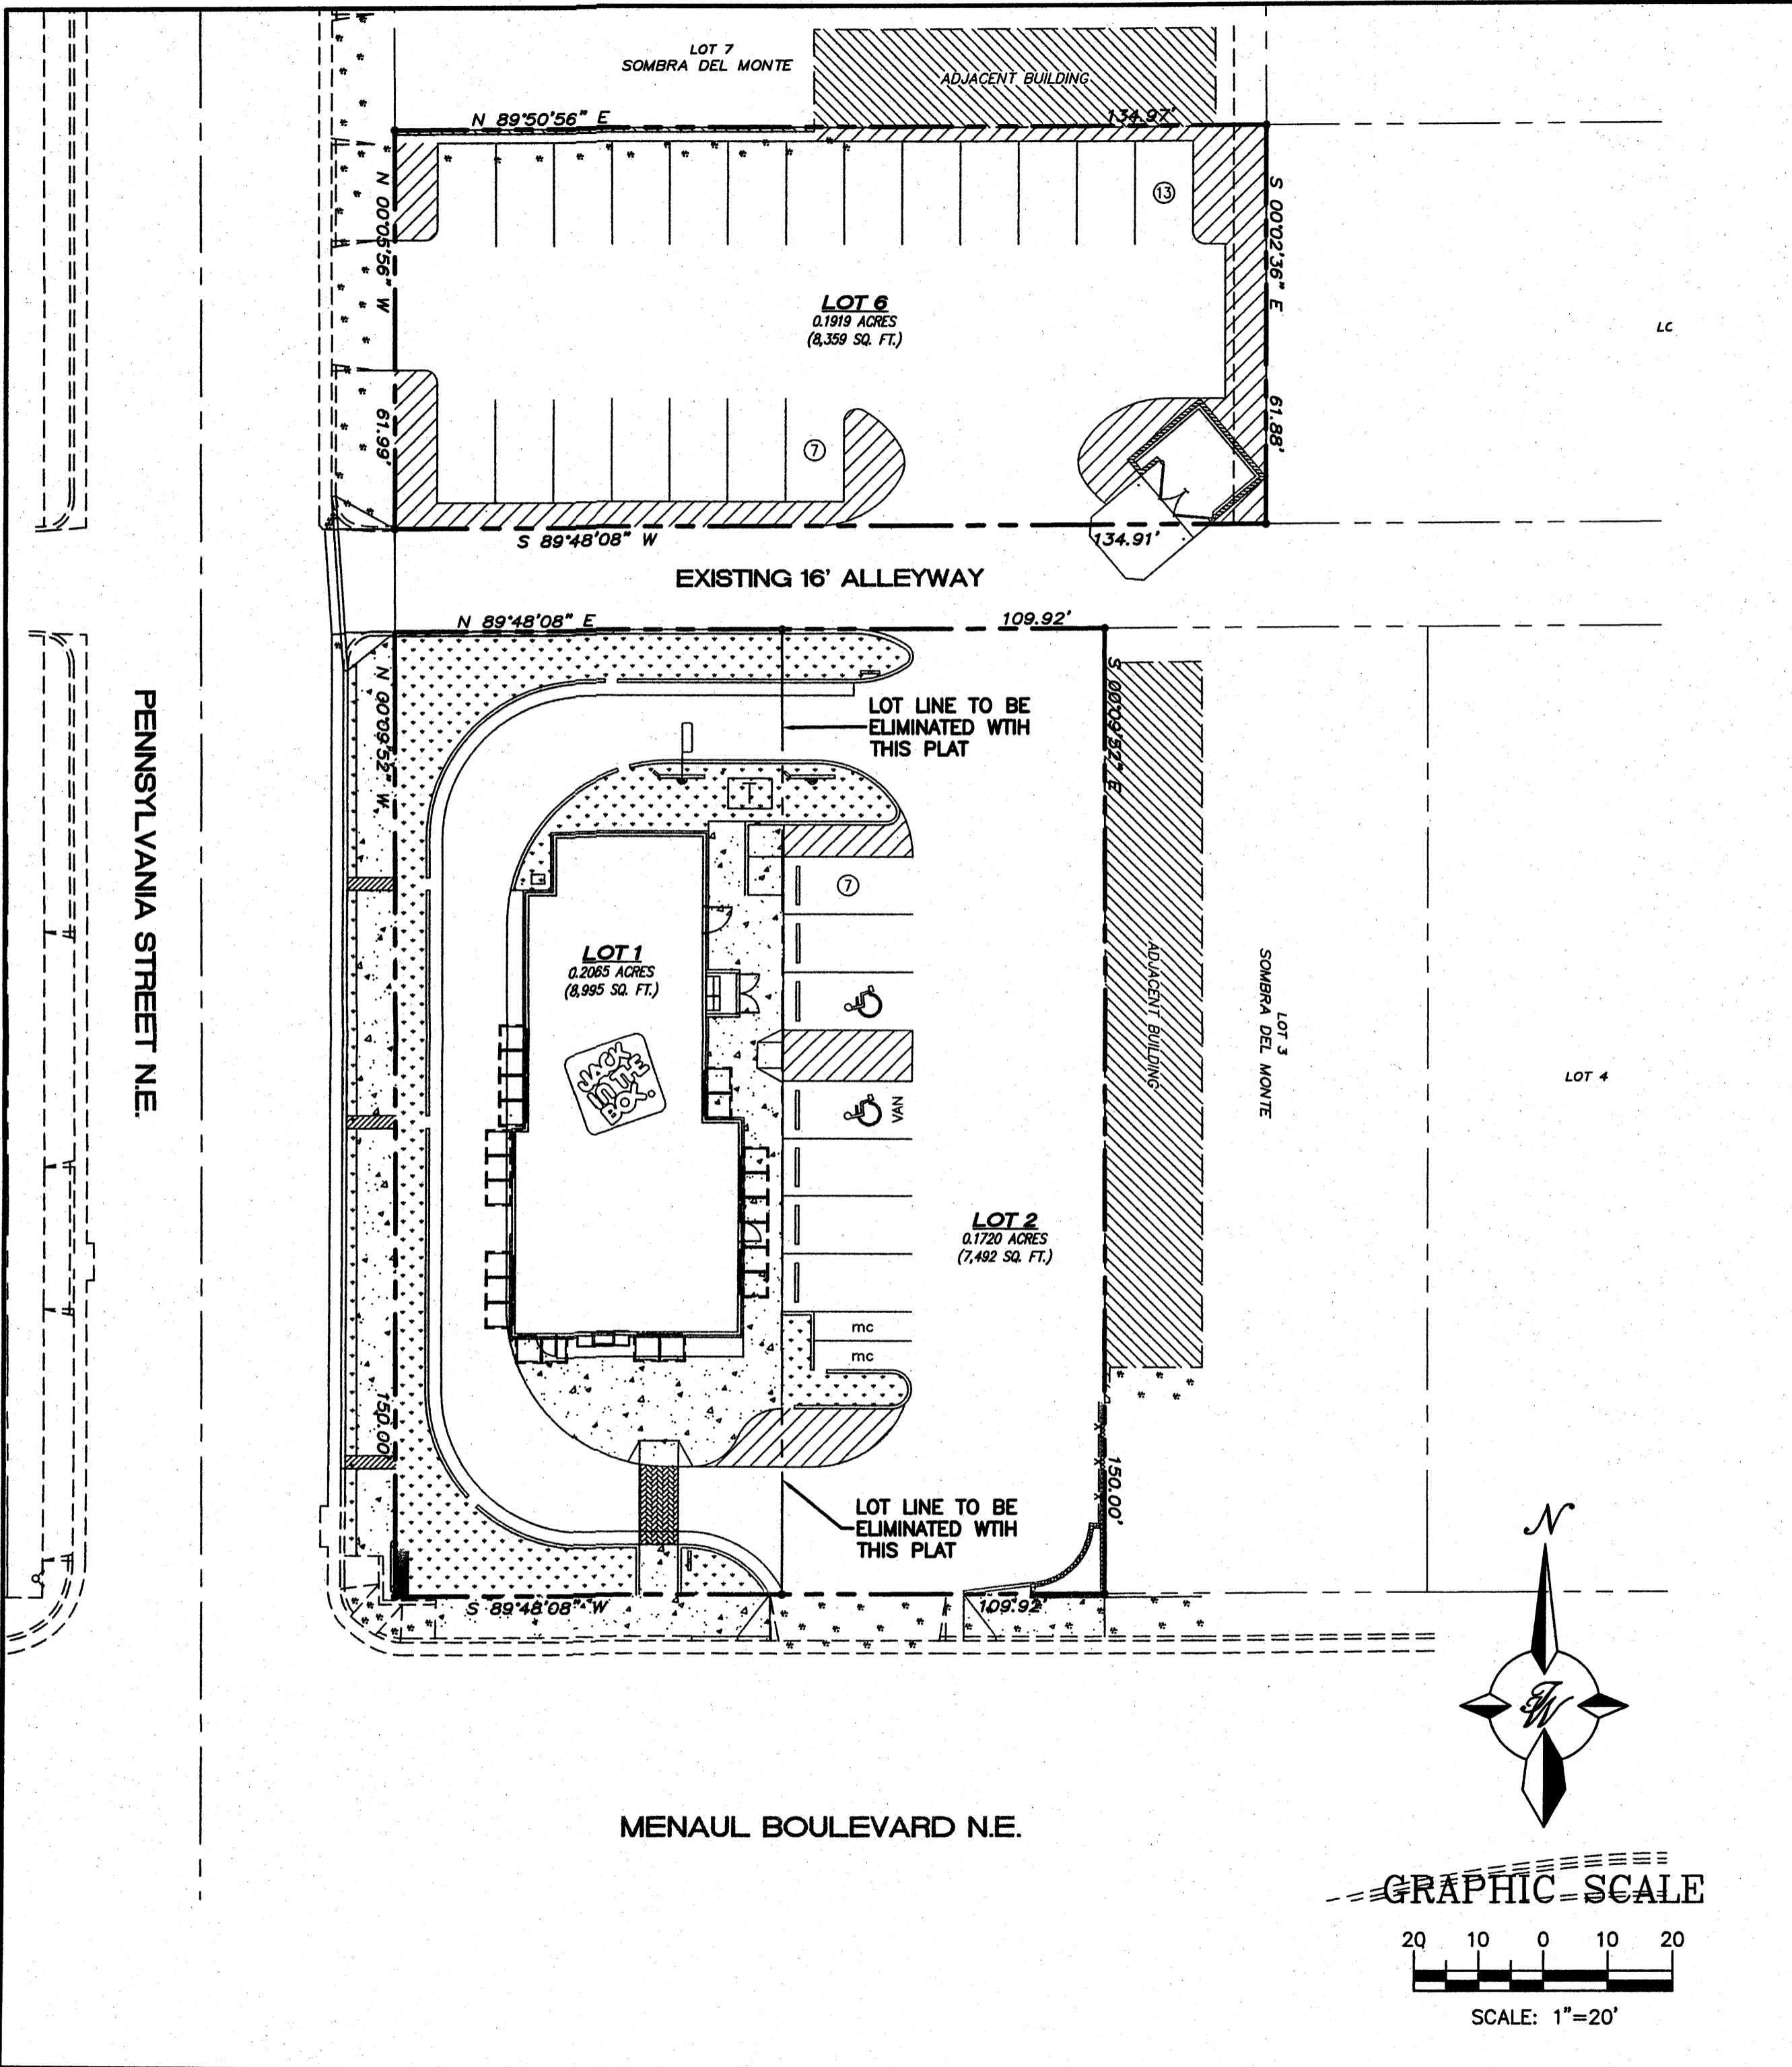 LOT 7
SOMBRA DEL MONTE
ADJACENT BUILDING
N 89°50'56" E
134.97'
N 00°05'56" W
61.99'
S 00°02'36" E
61.88'
13
LOT 6
0.1919 ACRES
(8,359 SQ. FT.)
LC
7
S 89°48'08" W
134.91'
EXISTING 16' ALLEYWAY
N 89°48'08" E
109.92'
PENNSYLVANIA STREET N.E.
N 00°09'52" W
150.00'
S 00°09'52" E
150.00'
LOT LINE TO BE
ELIMINATED WTIH
THIS PLAT
T
7
LOT 1
0.2065 ACRES
(8,995 SQ. FT.)
JACK
IN THE
BOX.
VAN
ADJACENT BUILDING
LOT 3
SOMBRA DEL MONTE
LOT 4
LOT 2
0.1720 ACRES
(7,492 SQ. FT.)
mc
mc
LOT LINE TO BE
ELIMINATED WTIH
THIS PLAT
S 89°48'08" W
109.92'
N
MENAUL BOULEVARD N.E.
GRAPHIC SCALE
20 10 0 10 20
SCALE: 1"=20'